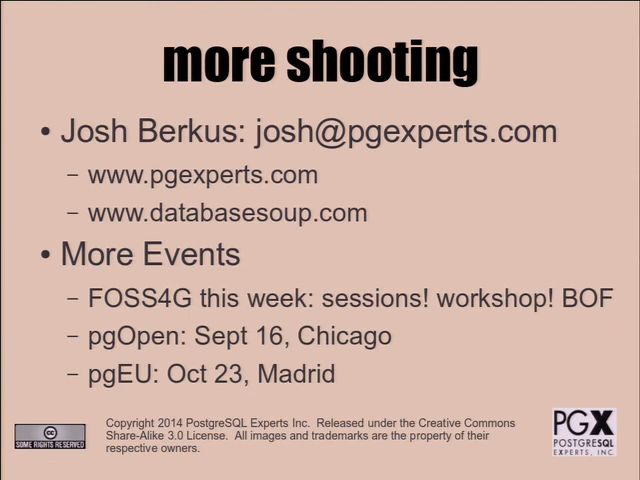 more shooting
• Josh Berkus: josh@pgexperts.com
– www.pgexperts.com
– www.databasesoup.com
• More Events
– FOSS4G this week: sessions! workshop! BOF
– pgOpen: Sept 16, Chicago
– pgEU: Oct 23, Madrid
cc
SOME RIGHTS RESERVED
Copyright 2014 PostgreSQL Experts Inc.  Released under the Creative Commons
Share-Alike 3.0 License.  All images and trademarks are the property of their
respective owners.
PGX
POSTGRESQL
EXPERTS, INC.